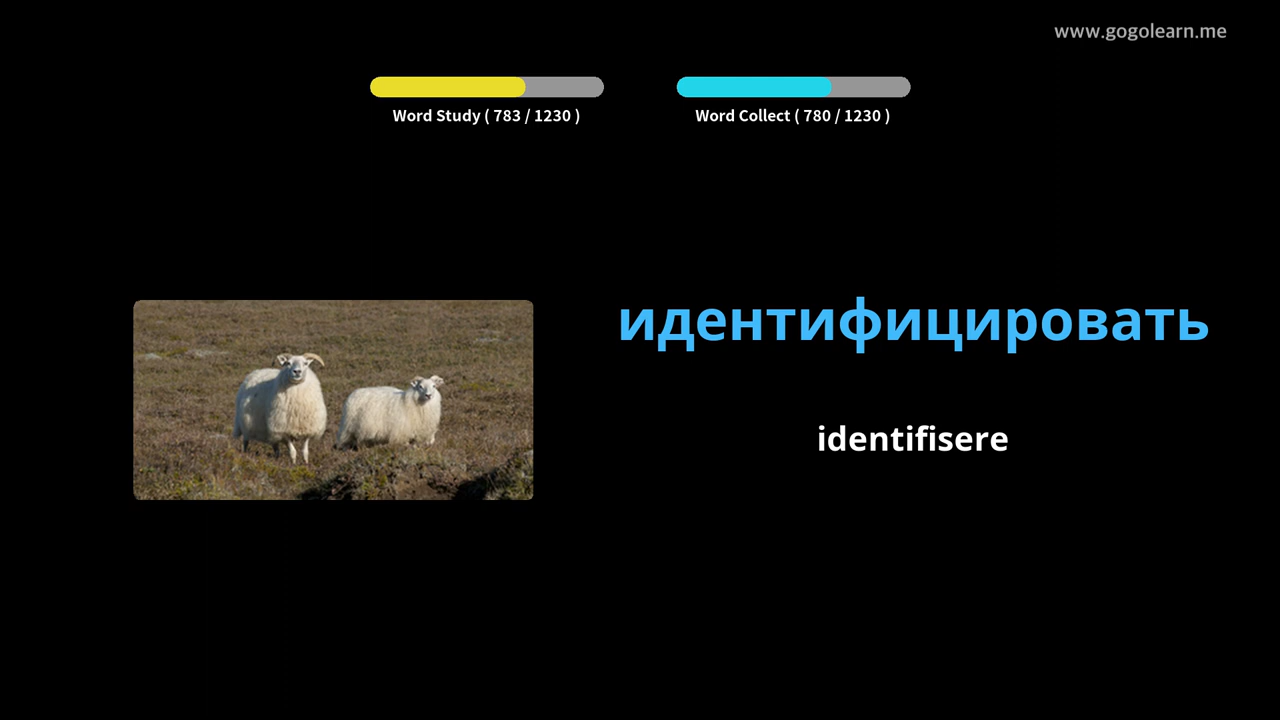 www.gogolearn.me
Word Study ( 783 / 1230 )
Word Collect ( 780 / 1230 )
идентифицировать
identifisere